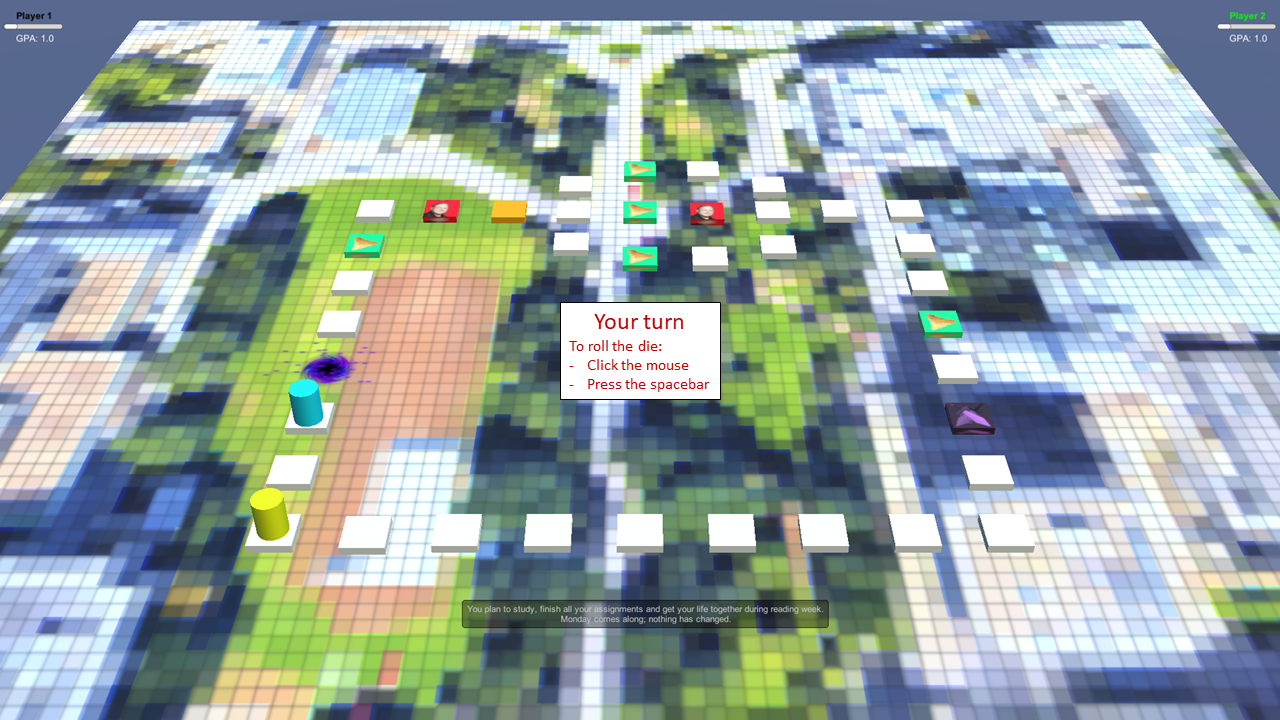 Player 1
GPA: 1.0
Player 2
GPA: 1.0
Your turn
To roll the die:
- Click the mouse
- Press the spacebar
You plan to study, finish all your assignments and get your life together during reading week.
Monday comes along; nothing has changed.